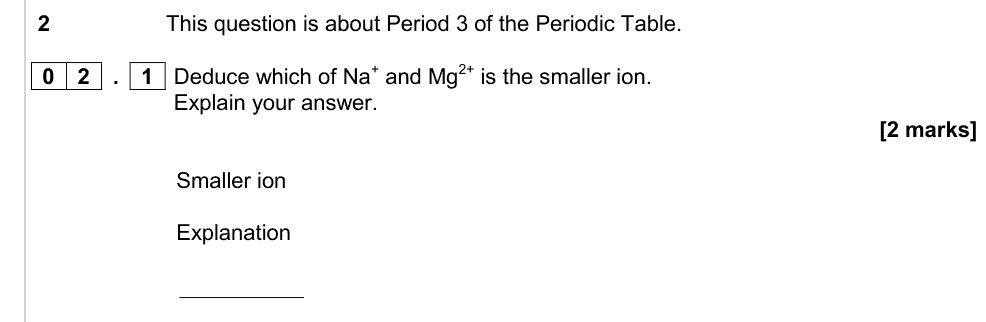 2 This question is about Period 3 of the Periodic Table.
0 2 . 1 Deduce which of Na⁺ and Mg²⁺ is the smaller ion.
Explain your answer.
[2 marks]
Smaller ion
Explanation